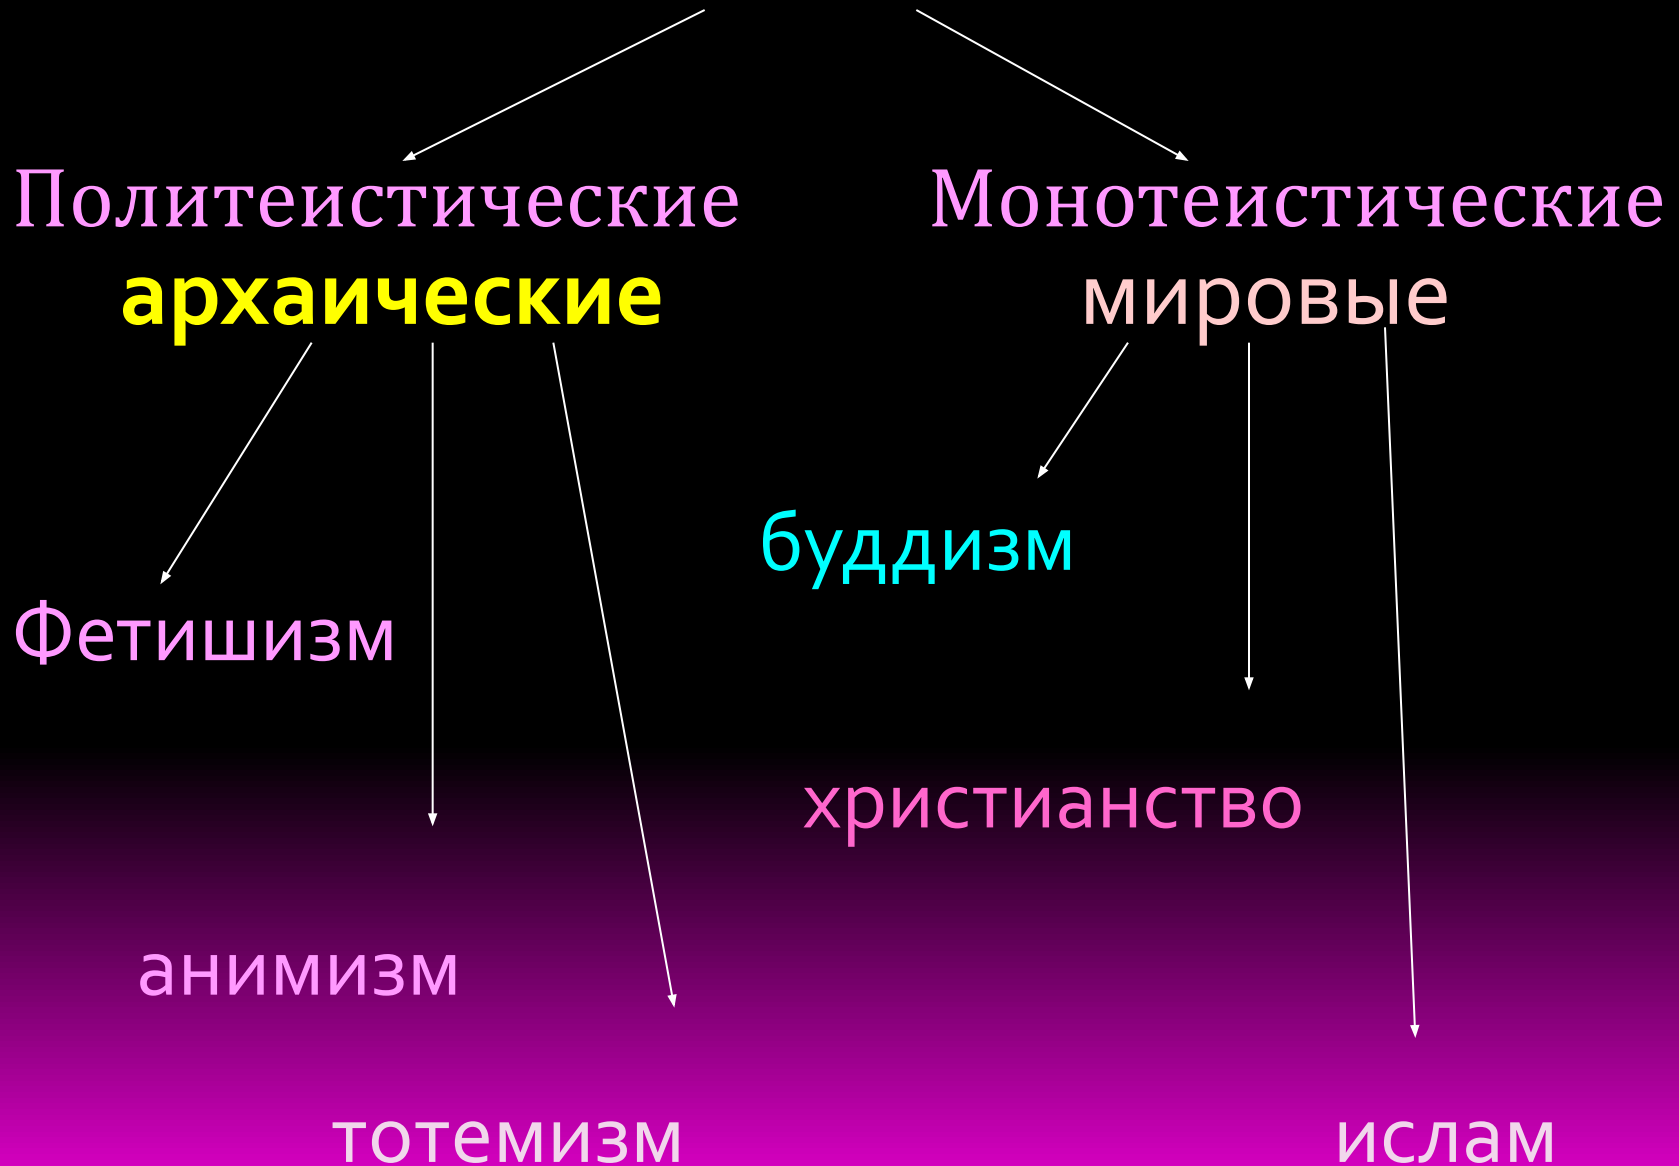 Политеистические
архаические
Монотеистические
мировые
буддизм
Фетишизм
христианство
анимизм
тотемизм
ислам